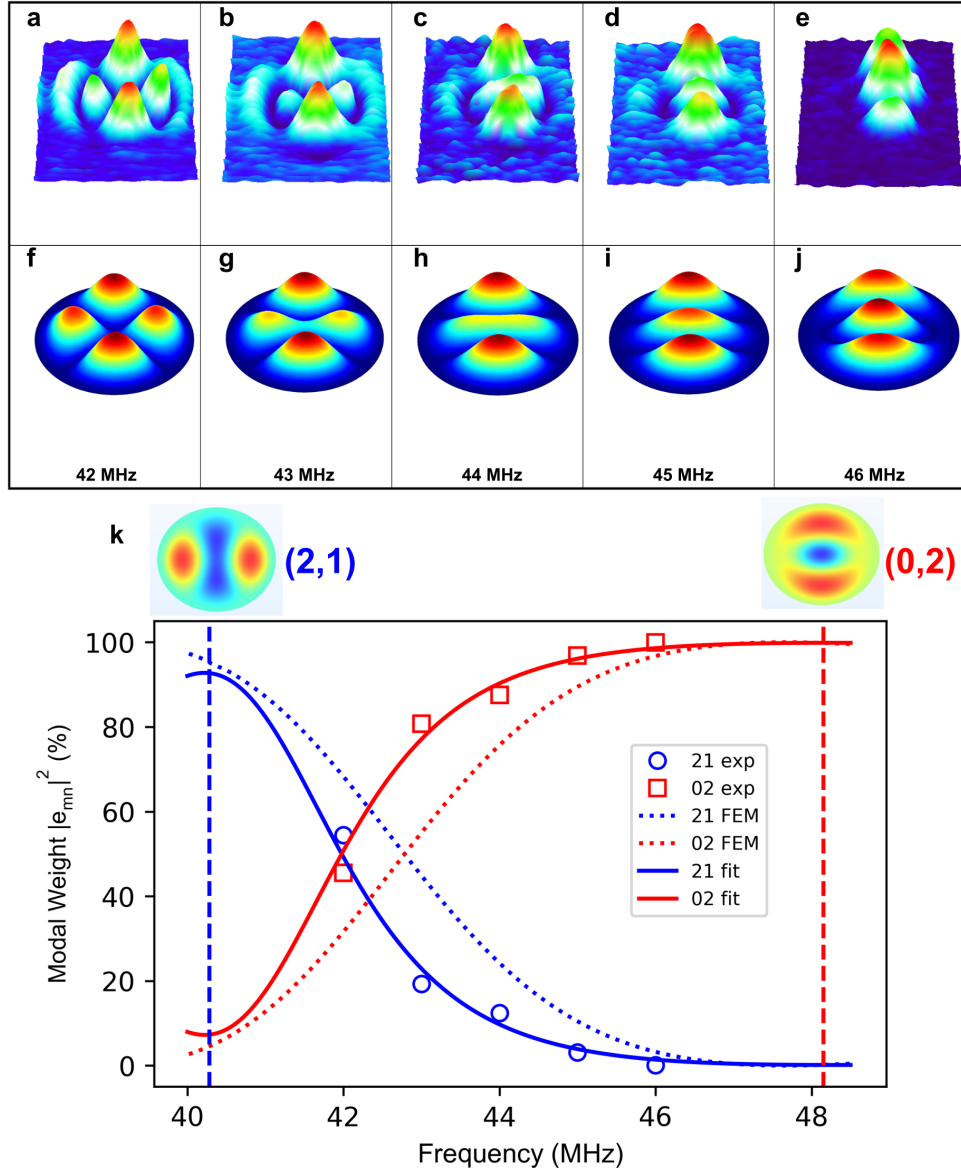 a b c d e
f g h i j
42 MHz 43 MHz 44 MHz 45 MHz 46 MHz
k
(2,1) (0,2)
Modal Weight |e_mn|^2 (%)
100
80
60
40
20
0
21 exp
02 exp
21 FEM
02 FEM
21 fit
02 fit
40 42 44 46 48
Frequency (MHz)